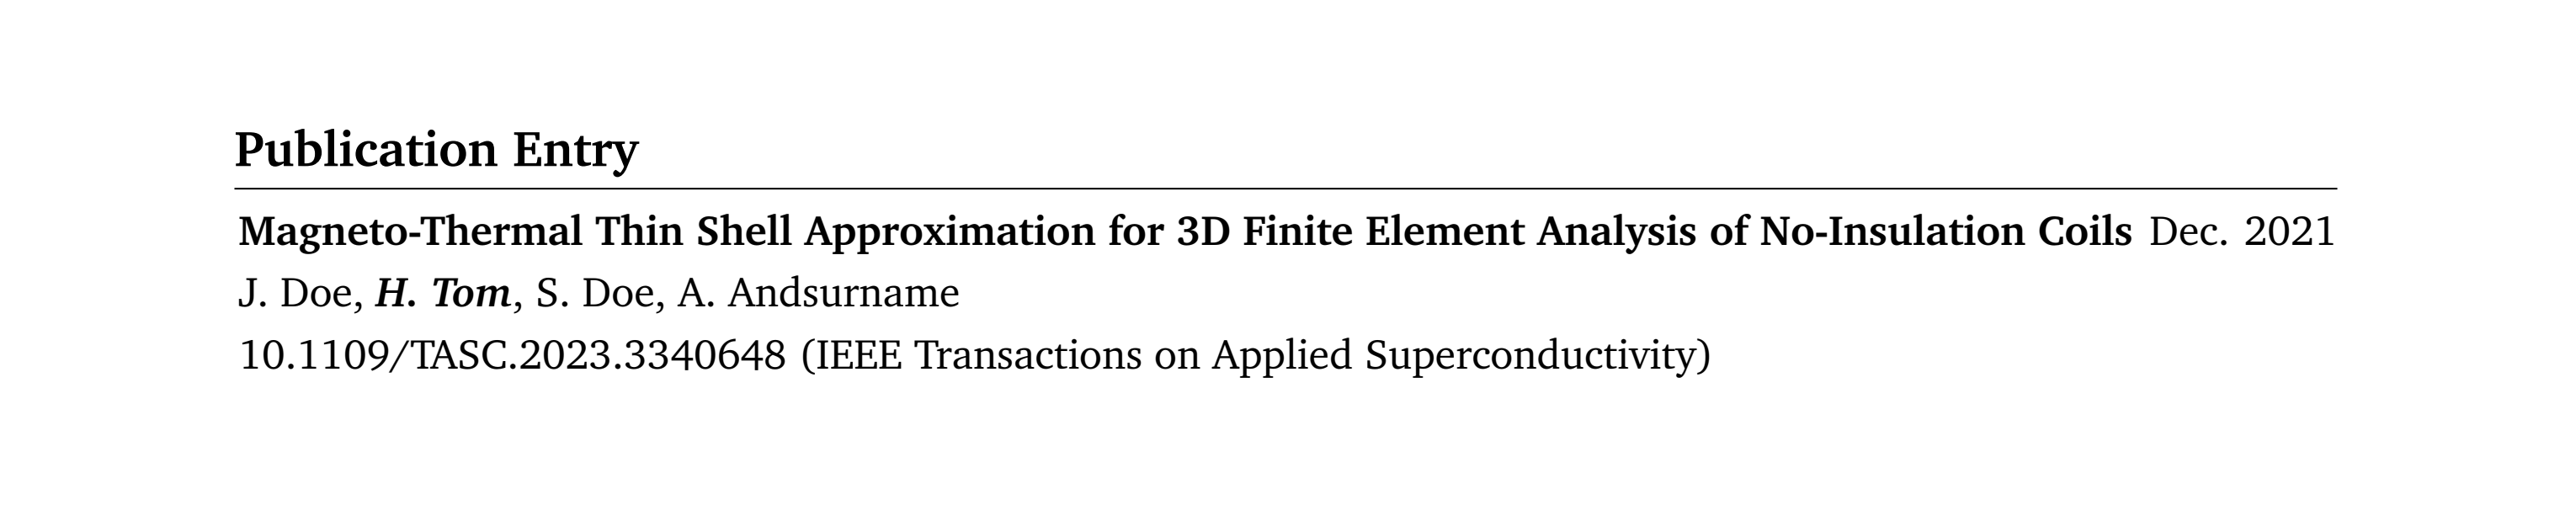 Publication Entry
Magneto-Thermal Thin Shell Approximation for 3D Finite Element Analysis of No-Insulation Coils Dec. 2021
J. Doe, H. Tom, S. Doe, A. Andsurname
10.1109/TASC.2023.3340648 (IEEE Transactions on Applied Superconductivity)